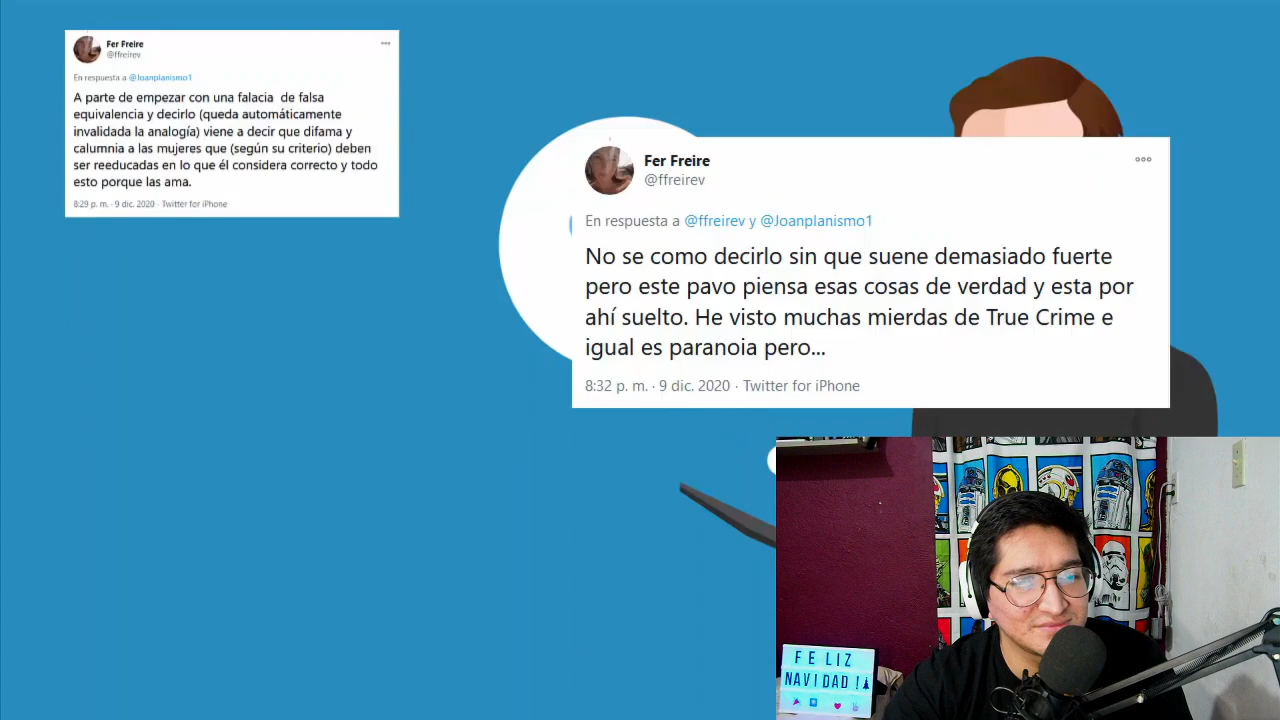 Fer Freire
@ffreirev
En respuesta a @Joanplanismo1
A parte de empezar con una falacia de falsa
equivalencia y decirlo (queda automáticamente
invalidada la analogía) viene a decir que difama y
calumnia a las mujeres que (según su criterio) deben
ser reeducadas en lo que él considera correcto y todo
esto porque las ama.
8:29 p. m. · 9 dic. 2020 · Twitter for iPhone
Fer Freire
@ffreirev
En respuesta a @ffreirev y @Joanplanismo1
No se como decirlo sin que suene demasiado fuerte
pero este pavo piensa esas cosas de verdad y esta por
ahí suelto. He visto muchas mierdas de True Crime e
igual es paranoia pero...
8:32 p. m. · 9 dic. 2020 · Twitter for iPhone
FELIZ
NAVIDAD!